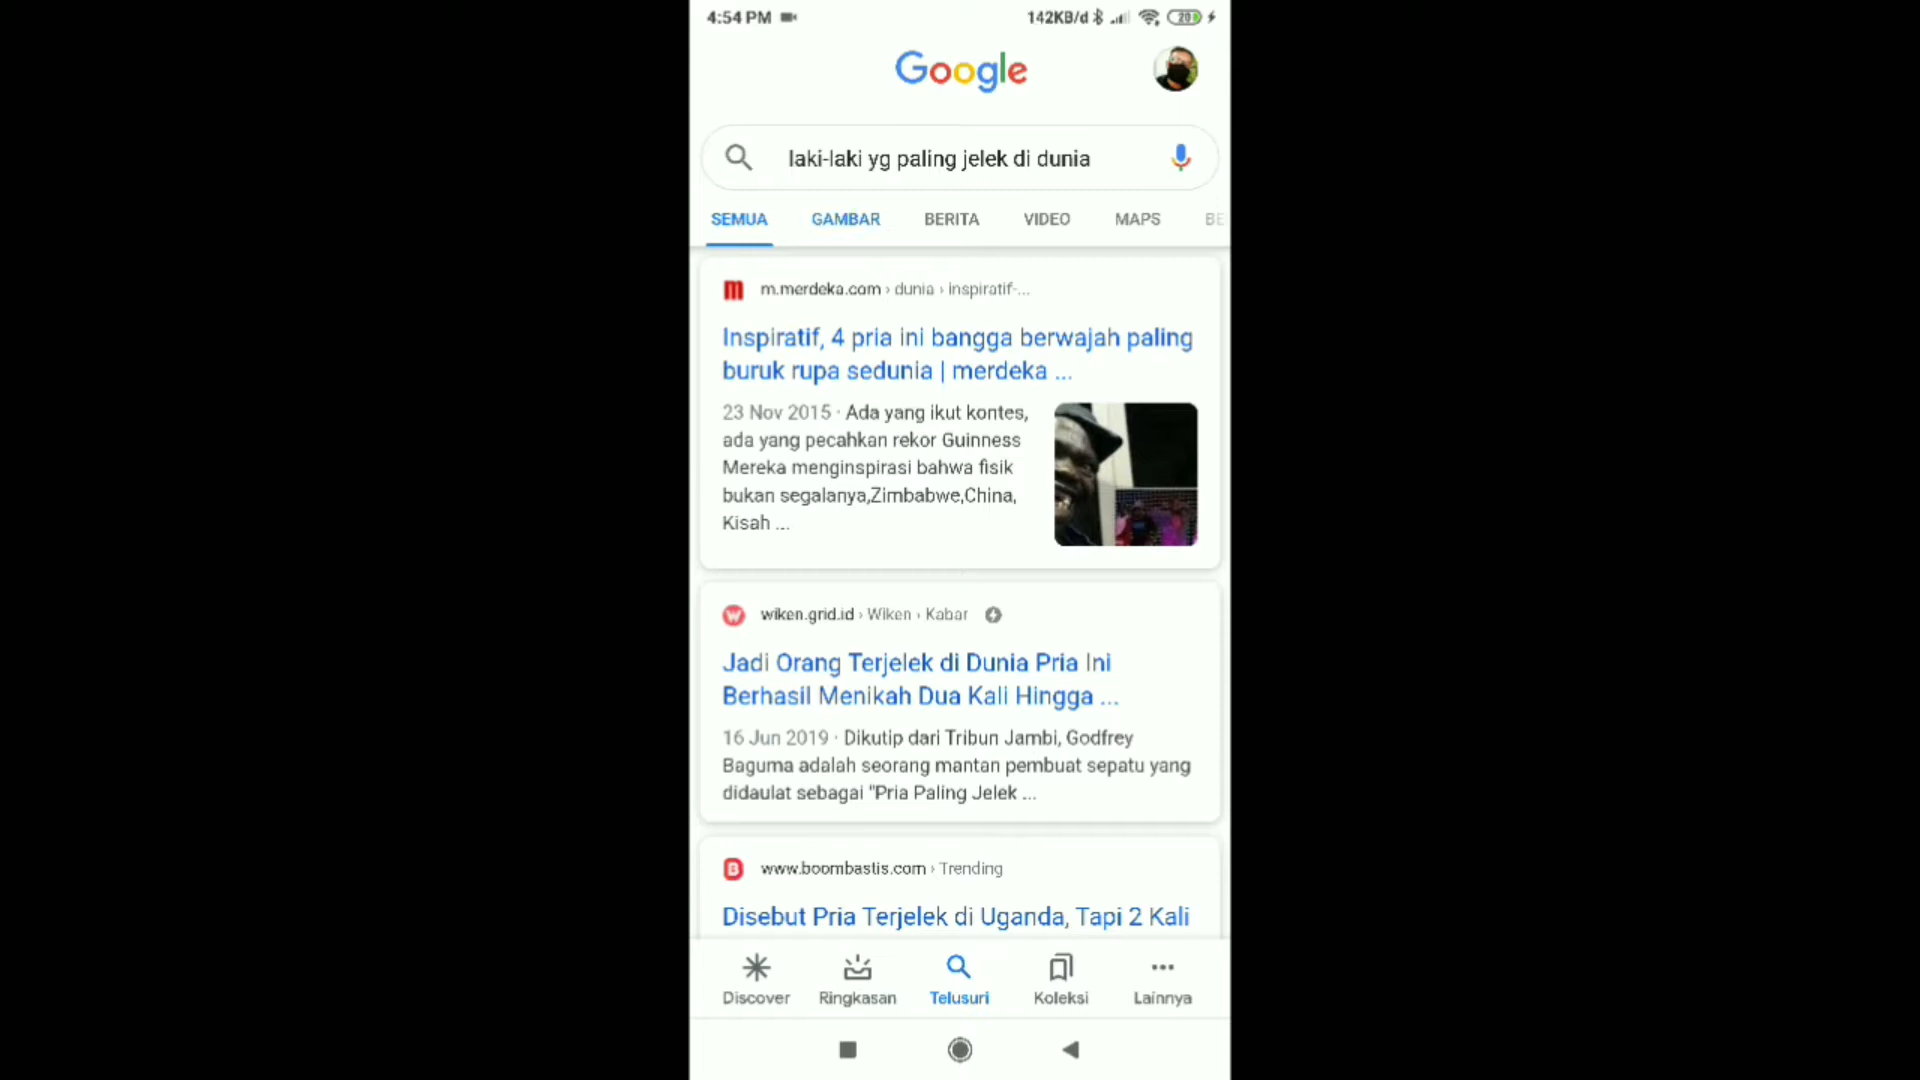 4:54 PM 142KB/d 20
Google
laki-laki yg paling jelek di dunia
SEMUA GAMBAR BERITA VIDEO MAPS BE
m.merdeka.com › dunia › inspiratif-...
Inspiratif, 4 pria ini bangga berwajah paling
buruk rupa sedunia | merdeka ...
23 Nov 2015 · Ada yang ikut kontes,
ada yang pecahkan rekor Guinness
Mereka menginspirasi bahwa fisik
bukan segalanya,Zimbabwe,China,
Kisah ...
wiken.grid.id › Wiken › Kabar
Jadi Orang Terjelek di Dunia Pria Ini
Berhasil Menikah Dua Kali Hingga ...
16 Jun 2019 · Dikutip dari Tribun Jambi, Godfrey
Baguma adalah seorang mantan pembuat sepatu yang
didaulat sebagai "Pria Paling Jelek ...
www.boombastis.com › Trending
Disebut Pria Terjelek di Uganda, Tapi 2 Kali
Discover Ringkasan Telusuri Koleksi Lainnya